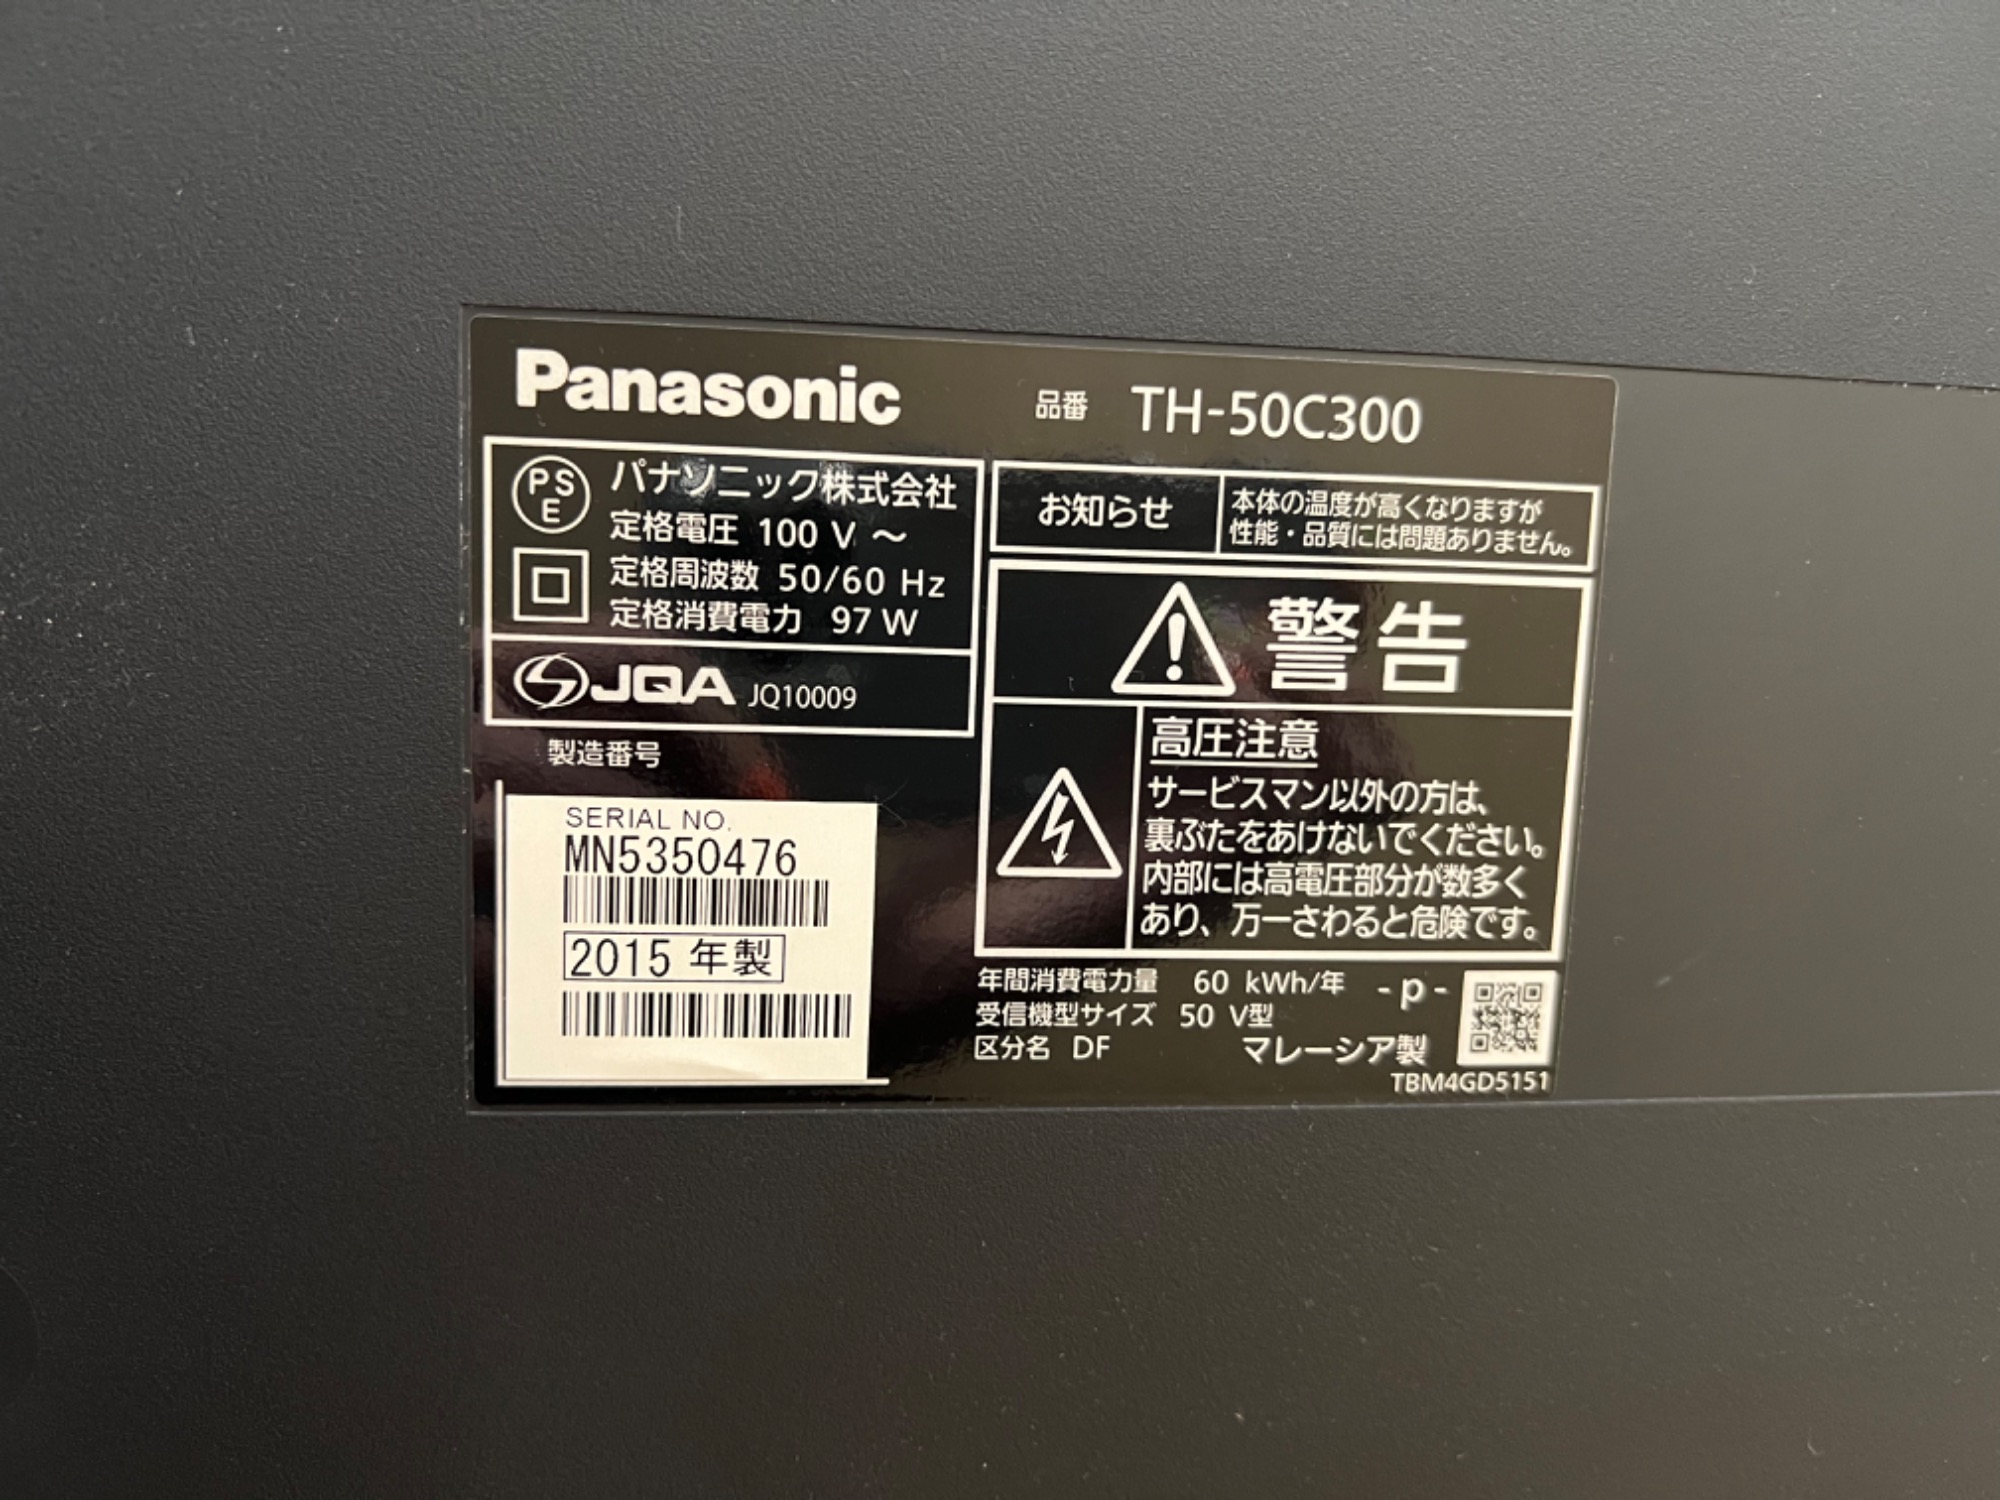 Panasonic
品番 TH-50C300
PS
E
パナソニック株式会社
定格電圧 100 V ～
定格周波数 50/60 Hz
定格消費電力 97 W
JQA JQ10009
製造番号
SERIAL NO.
MN5350476
2015 年製
お知らせ
本体の温度が高くなりますが
性能・品質には問題ありません。
警告
高圧注意
サービスマン以外の方は、
裏ぶたをあけないでください。
内部には高電圧部分が数多く
あり、万一さわると危険です。
年間消費電力量 60 kWh/年 -p-
受信機型サイズ 50 V型
区分名 DF マレーシア製
TBM4GD5151